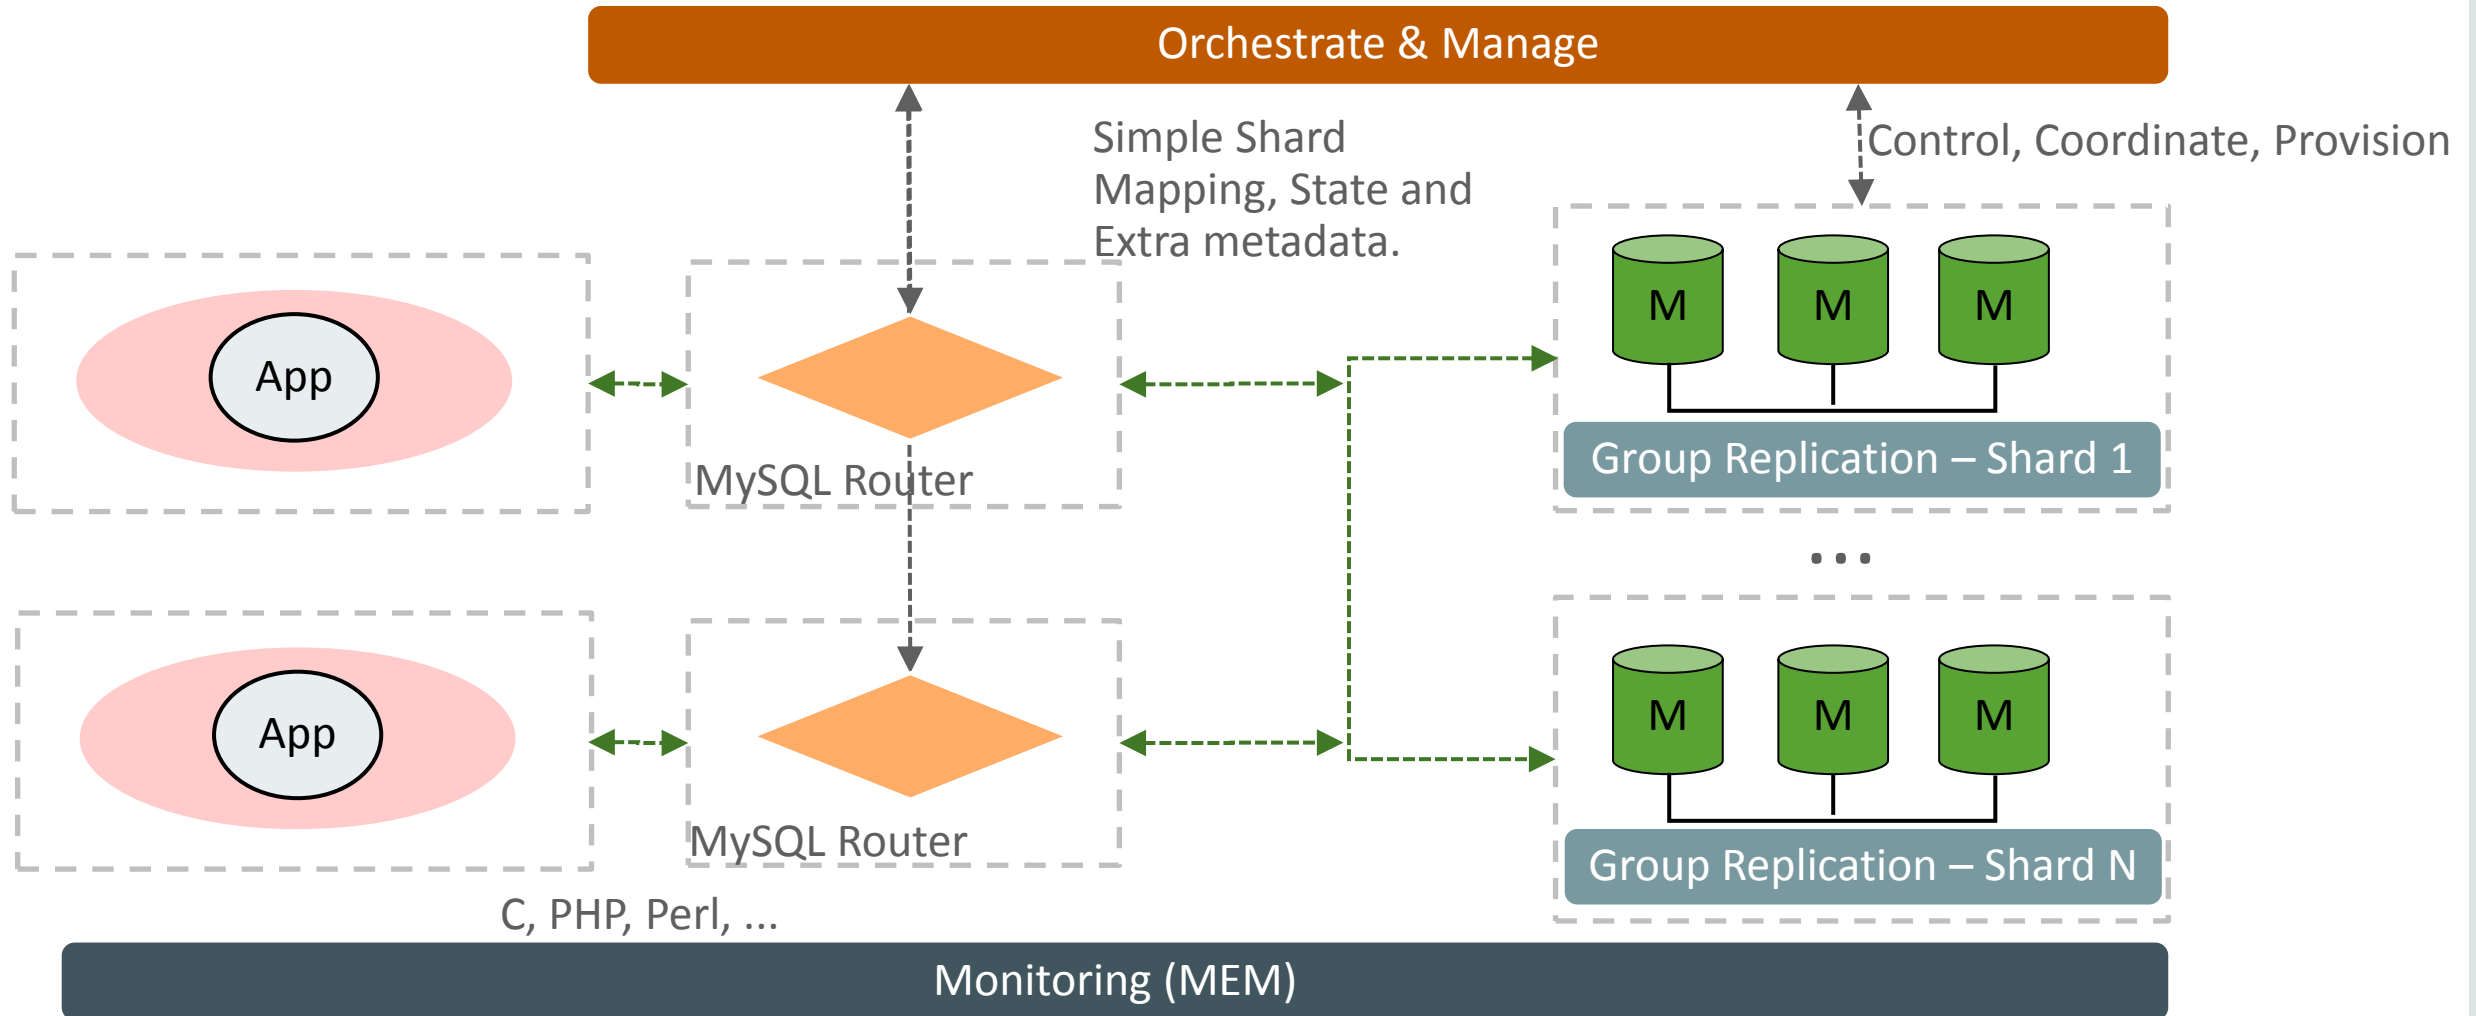 Orchestrate & Manage
Simple Shard
Mapping, State and
Extra metadata.
Control, Coordinate, Provision
App
MySQL Router
M
M
M
Group Replication – Shard 1
...
App
MySQL Router
M
M
M
Group Replication – Shard N
C, PHP, Perl, ...
Monitoring (MEM)